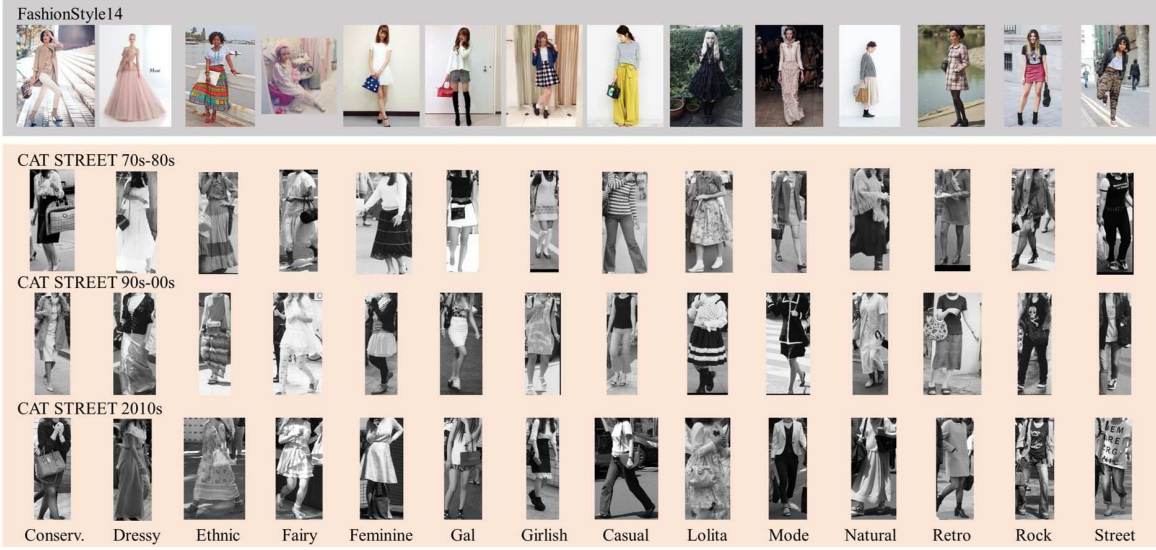 FashionStyle14
CAT STREET 70s-80s
CAT STREET 90s-00s
CAT STREET 2010s
Conserv. Dressy Ethnic Fairy Feminine Gal Girlish Casual Lolita Mode Natural Retro Rock Street